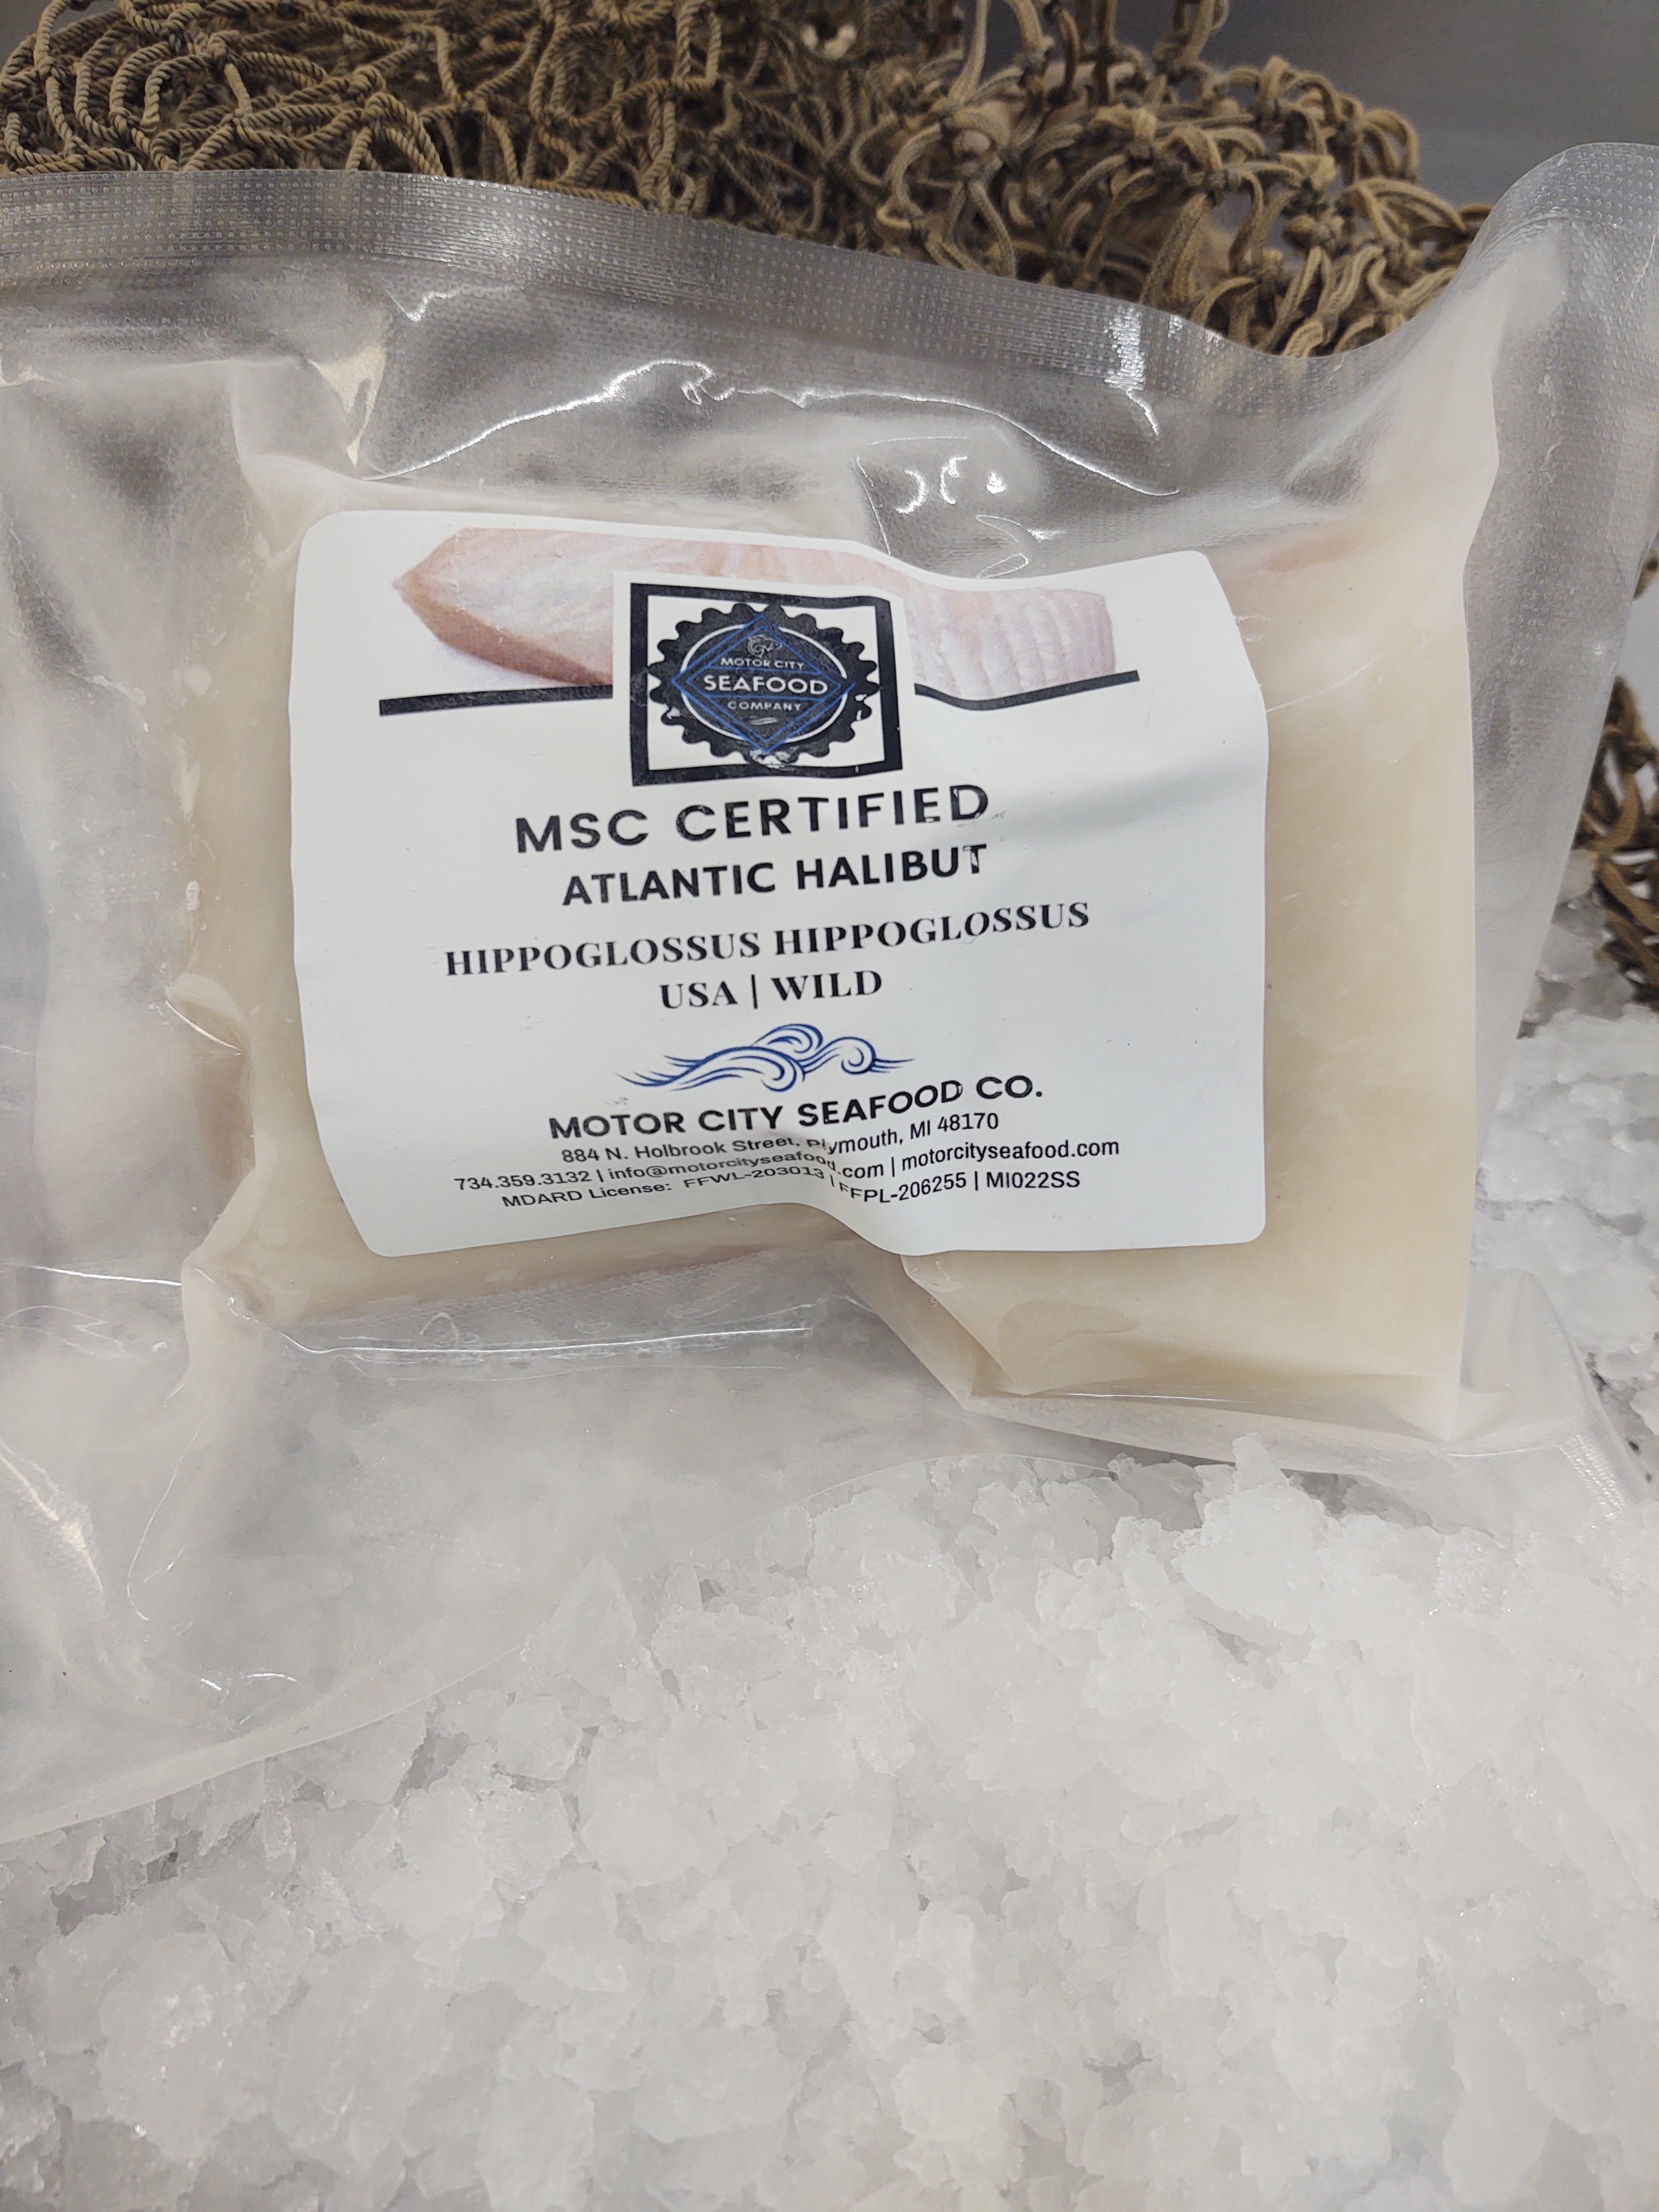 MOTOR CITY
SEAFOOD
COMPANY
MSC CERTIFIED
ATLANTIC HALIBUT
HIPPOGLOSSUS HIPPOGLOSSUS
USA | WILD
MOTOR CITY SEAFOOD CO.
884 N. Holbrook Street, Plymouth, MI 48170
734.359.3132 | info@motorcityseafood.com | motorcityseafood.com
MDARD License: FFWL-203013 | FFPL-206255 | MI022SS